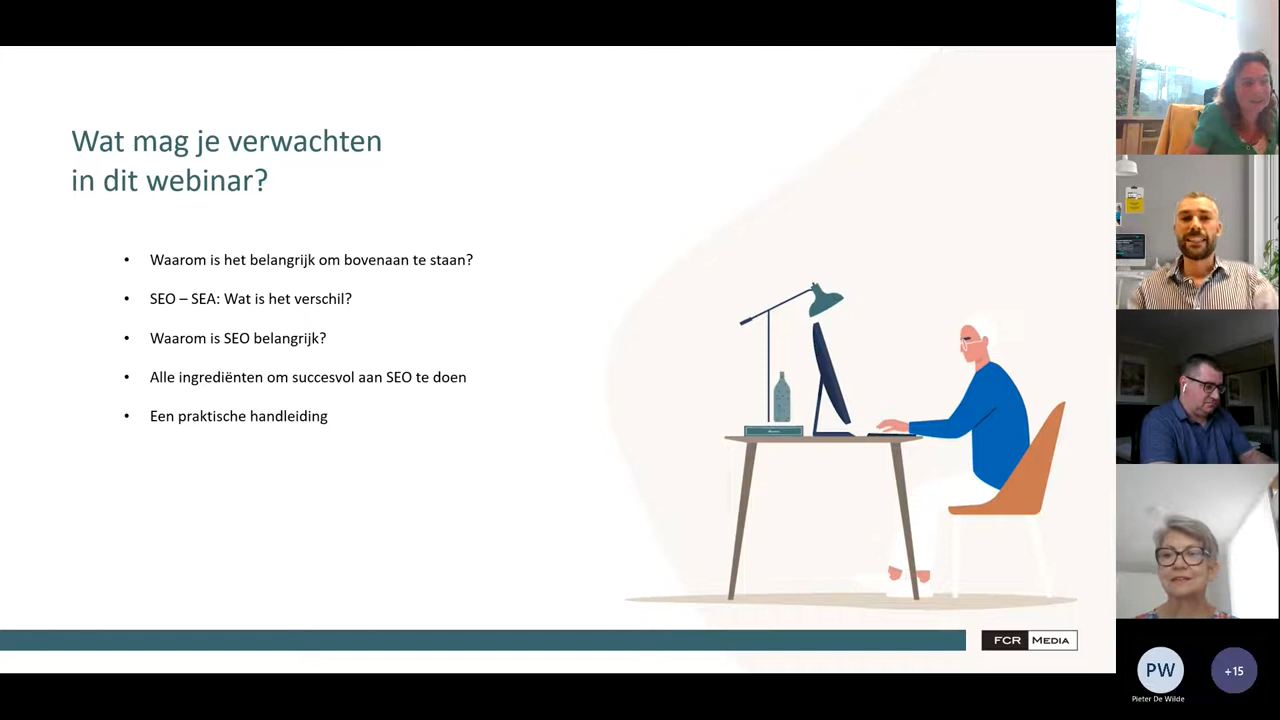 Wat mag je verwachten
in dit webinar?
• Waarom is het belangrijk om bovenaan te staan?
• SEO – SEA: Wat is het verschil?
• Waarom is SEO belangrijk?
• Alle ingrediënten om succesvol aan SEO te doen
• Een praktische handleiding
FCR MEDIA
PW
+15
Pieter De Wilde